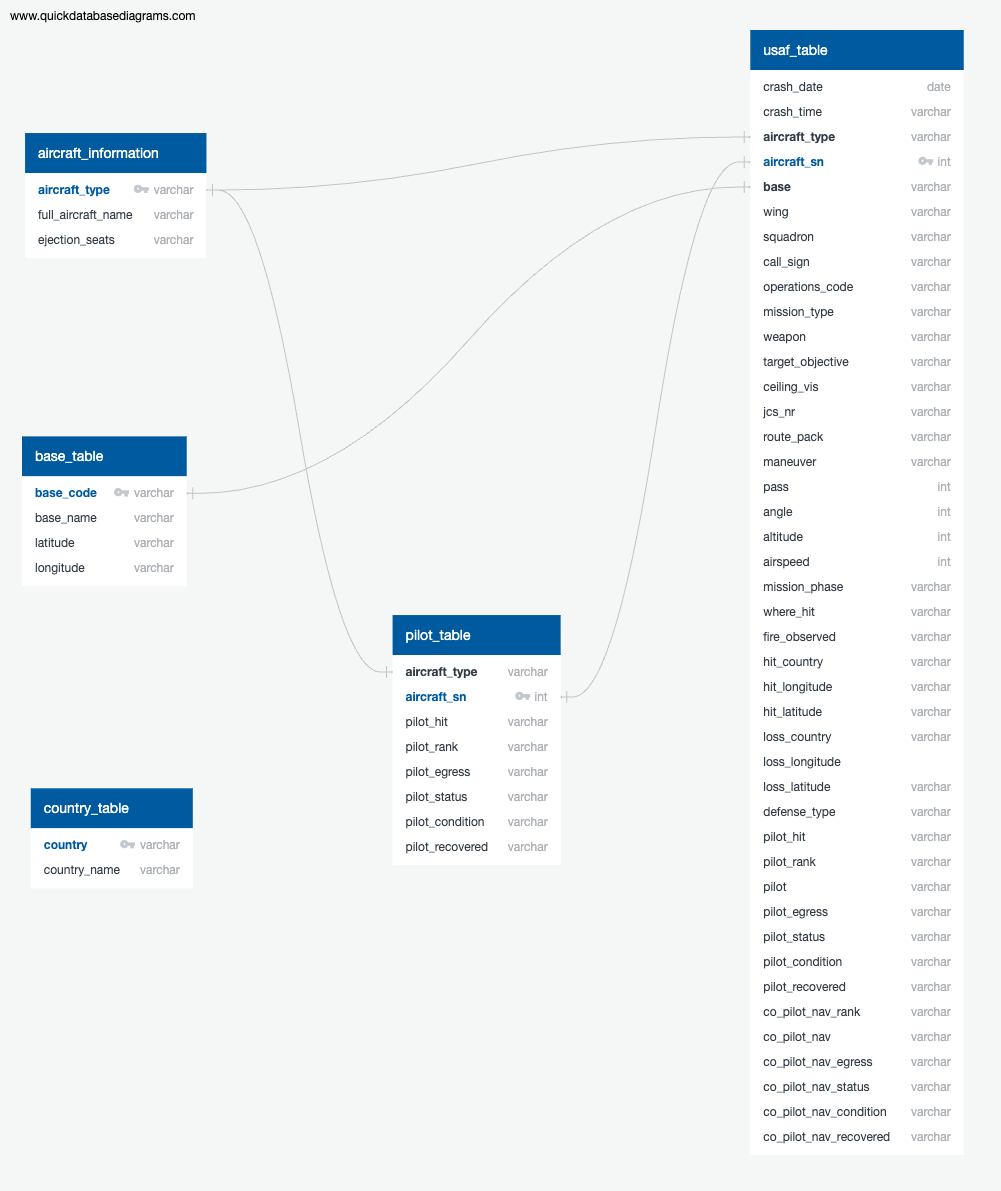 www.quickdatabasediagrams.com
aircraft_information
aircraft_type varchar
full_aircraft_name varchar
ejection_seats varchar
base_table
base_code varchar
base_name varchar
latitude varchar
longitude varchar
country_table
country varchar
country_name varchar
pilot_table
aircraft_type varchar
aircraft_sn int
pilot_hit varchar
pilot_rank varchar
pilot_egress varchar
pilot_status varchar
pilot_condition varchar
pilot_recovered varchar
usaf_table
crash_date date
crash_time varchar
aircraft_type varchar
aircraft_sn int
base varchar
wing varchar
squadron varchar
call_sign varchar
operations_code varchar
mission_type varchar
weapon varchar
target_objective varchar
ceiling_vis varchar
jcs_nr varchar
route_pack varchar
maneuver varchar
pass int
angle int
altitude int
airspeed int
mission_phase varchar
where_hit varchar
fire_observed varchar
hit_country varchar
hit_longitude varchar
hit_latitude varchar
loss_country varchar
loss_longitude
loss_latitude varchar
defense_type varchar
pilot_hit varchar
pilot_rank varchar
pilot varchar
pilot_egress varchar
pilot_status varchar
pilot_condition varchar
pilot_recovered varchar
co_pilot_nav_rank varchar
co_pilot_nav varchar
co_pilot_nav_egress varchar
co_pilot_nav_status varchar
co_pilot_nav_condition varchar
co_pilot_nav_recovered varchar